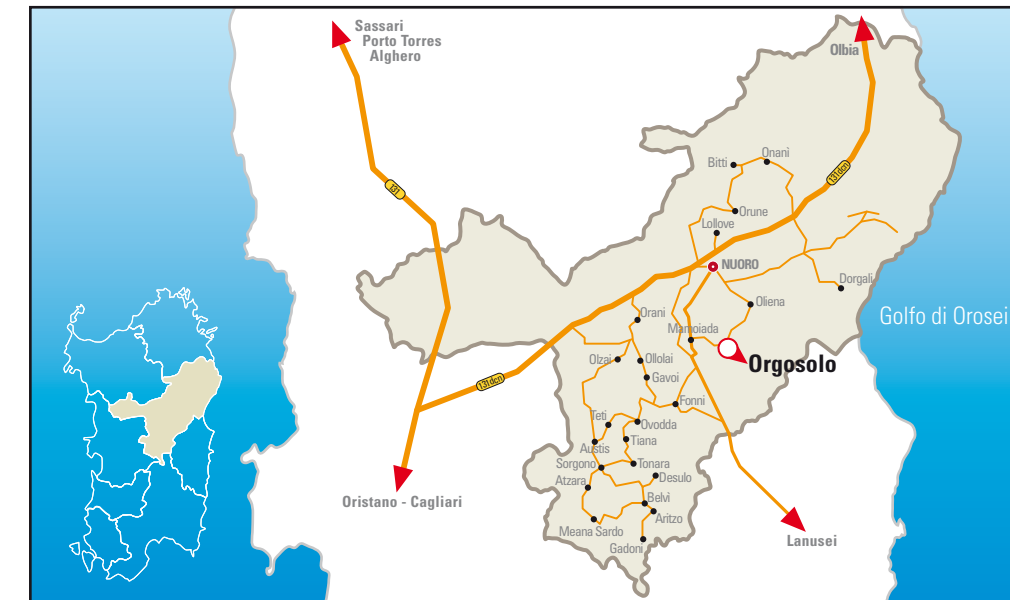 Sassari
Porto Torres
Alghero
Olbia
131
131dcn
Bitti
Onani
Orune
Lollove
NUORO
Dorgali
Oliena
Golfo di Orosei
Orani
Mamoiada
Orgosolo
Olzai
Ollolai
Gavoi
131dcn
Fonni
Teti
Ovodda
Austis
Tiana
Sorgono
Tonara
Atzara
Desulo
Belvi
Aritzo
Meana Sardo
Gadoni
Oristano - Cagliari
Lanusei